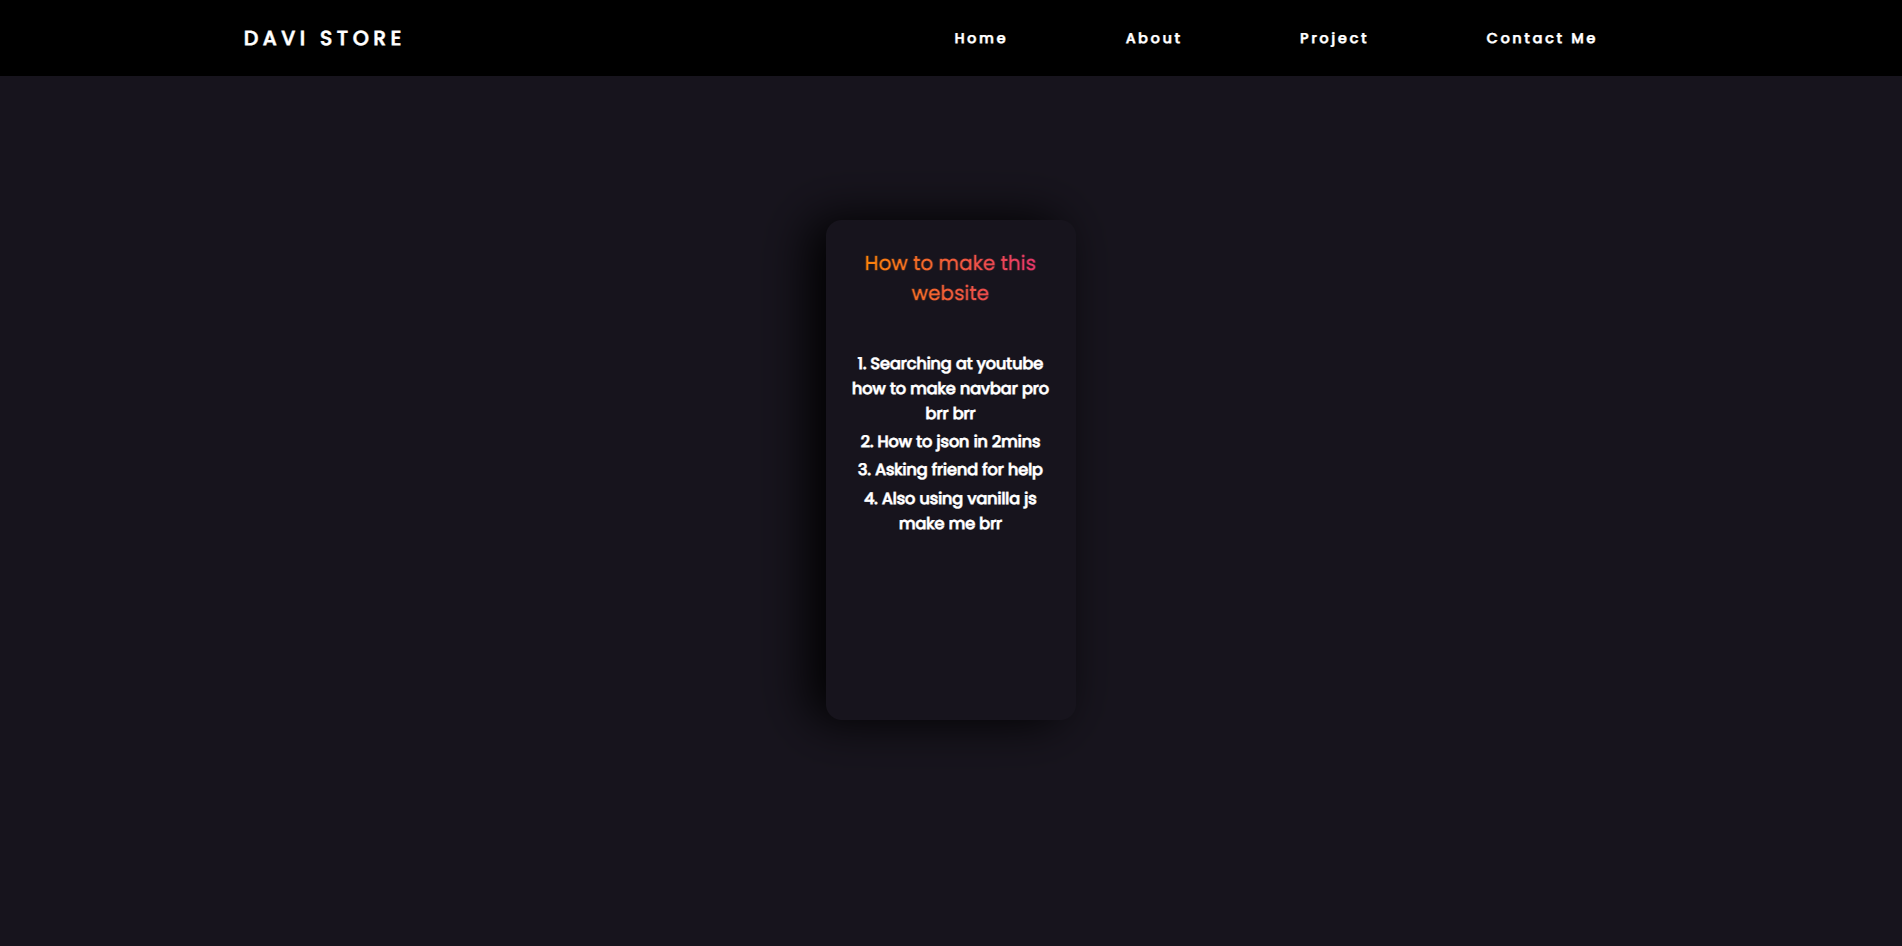 DAVI STORE
Home
About
Project
Contact Me
How to make this
website
1. Searching at youtube
how to make navbar pro
brr brr
2. How to json in 2mins
3. Asking friend for help
4. Also using vanilla js
make me brr